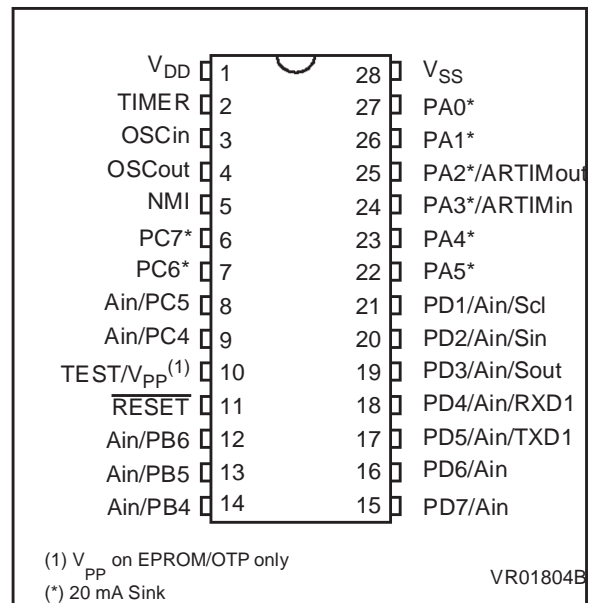 VDD 1 28 VSS
TIMER 2 27 PA0*
OSCin 3 26 PA1*
OSCout 4 25 PA2*/ARTIMout
NMI 5 24 PA3*/ARTIMin
PC7* 6 23 PA4*
PC6* 7 22 PA5*
Ain/PC5 8 21 PD1/Ain/Scl
Ain/PC4 9 20 PD2/Ain/Sin
TEST/VPP(1) 10 19 PD3/Ain/Sout
RESET 11 18 PD4/Ain/RXD1
Ain/PB6 12 17 PD5/Ain/TXD1
Ain/PB5 13 16 PD6/Ain
Ain/PB4 14 15 PD7/Ain
(1) VPP on EPROM/OTP only
(*) 20 mA Sink
VR01804B